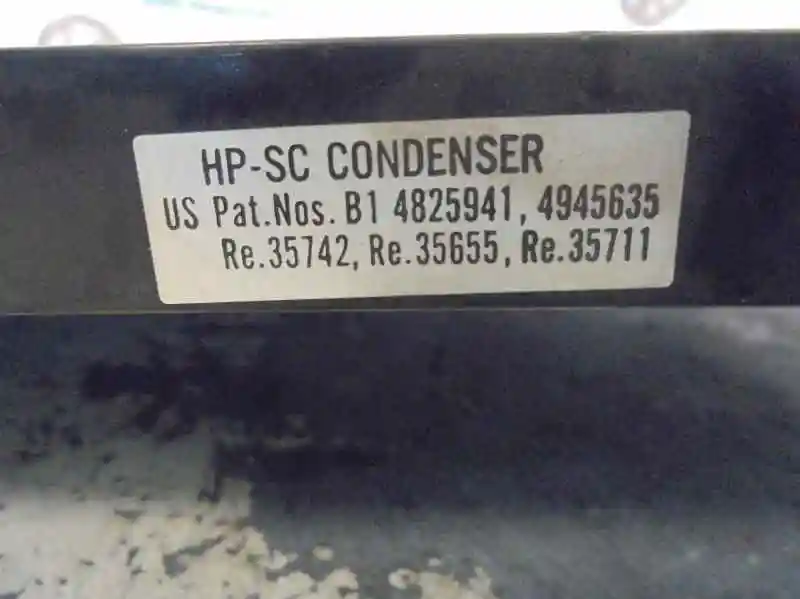 HP-SC CONDENSER
US Pat.Nos. B1 4825941, 4945635
Re.35742, Re.35655, Re.35711